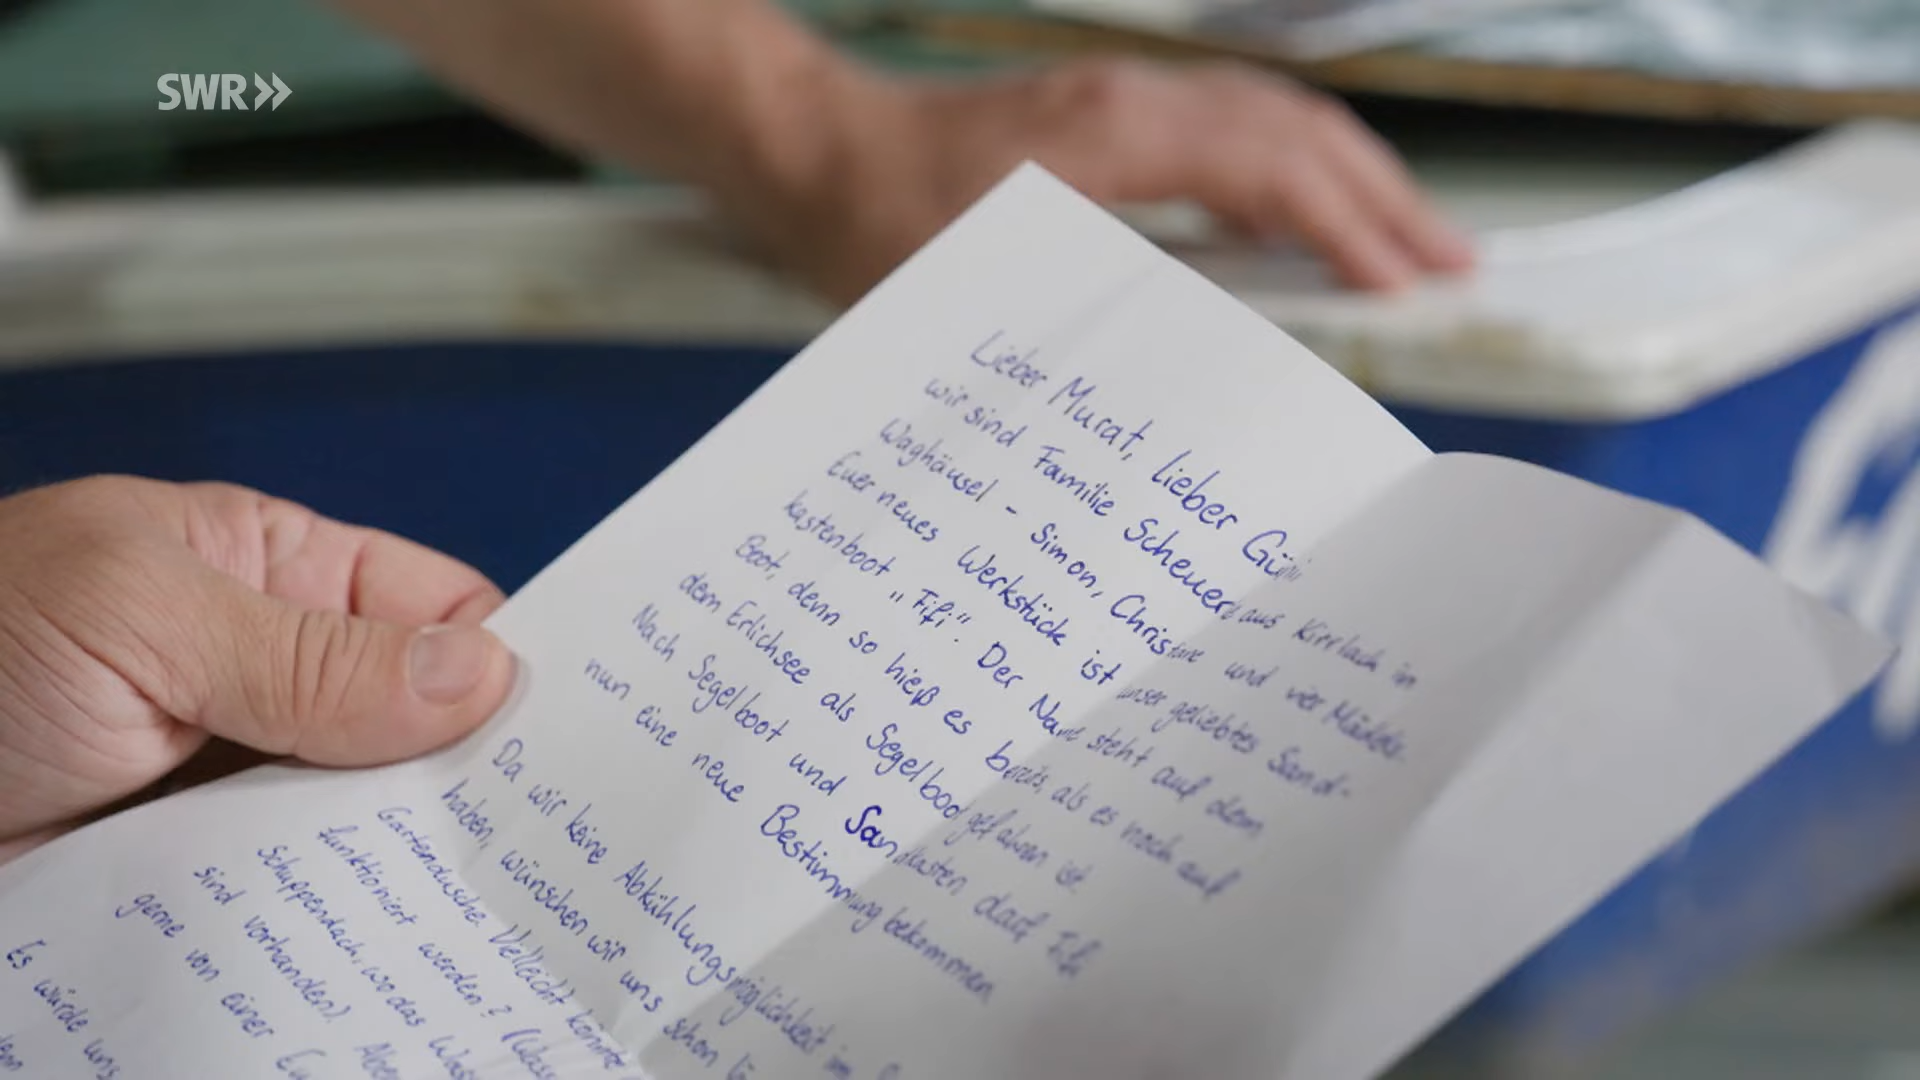 SWR
Lieber Murat, lieber
wir sind Familie Scheuerl aus Kirrlach in
Waghäusel - Simon, Christine und vier Mädels.
Euer neues Werkstück ist unser geliebtes Sand-
kastenboot "Fifi". Der Name steht auf dem
Boot, denn so hieß es bereits, als es noch auf
dem Erlichsee als Segelboot gefahren ist.
Nach Segelboot und Sandkasten darf Fifi
nun eine neue Bestimmung bekommen
Da wir keine Abkühlungsmöglichkeit im
haben, wünschen wir uns schon
Gartendusche. Vielleicht könnte
funktioniert werden?
Schuppendach, wo das
sind vorhanden).
gerne von einer
Es würde uns